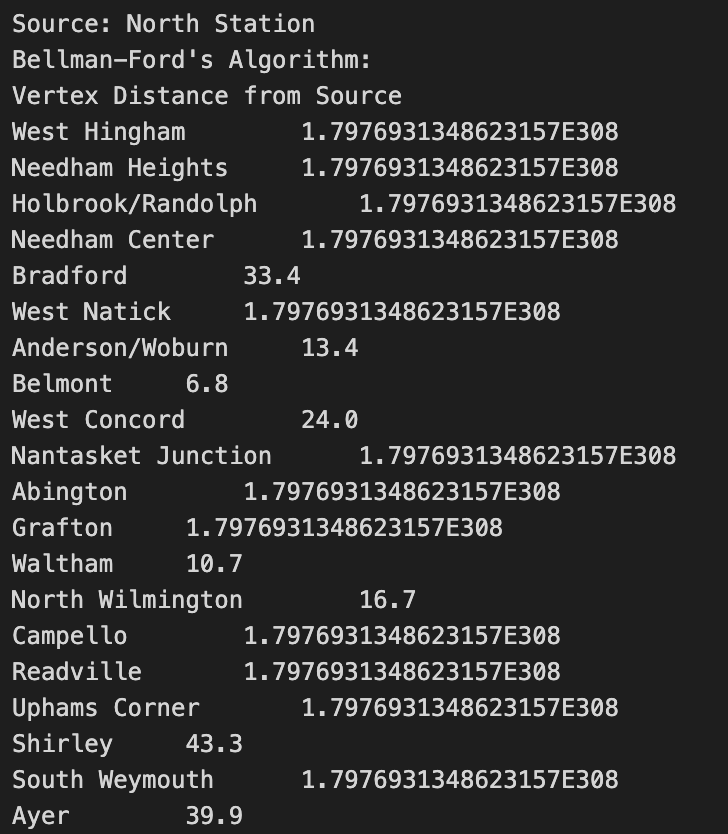 Source: North Station
Bellman-Ford's Algorithm:
Vertex Distance from Source
West Hingham 1.7976931348623157E308
Needham Heights 1.7976931348623157E308
Holbrook/Randolph 1.7976931348623157E308
Needham Center 1.7976931348623157E308
Bradford 33.4
West Natick 1.7976931348623157E308
Anderson/Woburn 13.4
Belmont 6.8
West Concord 24.0
Nantasket Junction 1.7976931348623157E308
Abington 1.7976931348623157E308
Grafton 1.7976931348623157E308
Waltham 10.7
North Wilmington 16.7
Campello 1.7976931348623157E308
Readville 1.7976931348623157E308
Uphams Corner 1.7976931348623157E308
Shirley 43.3
South Weymouth 1.7976931348623157E308
Ayer 39.9